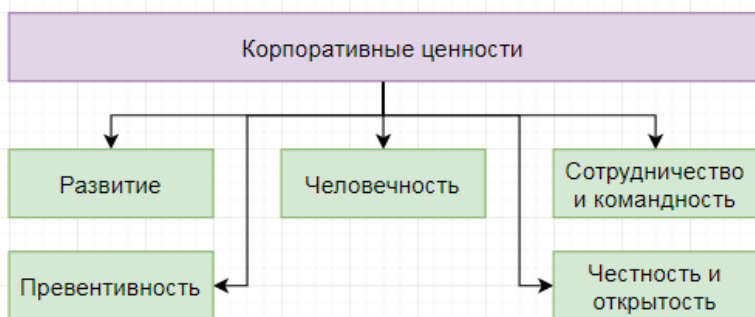 Корпоративные ценности
Развитие
Человечность
Сотрудничество
и командность
Превентивность
Честность и
открытость